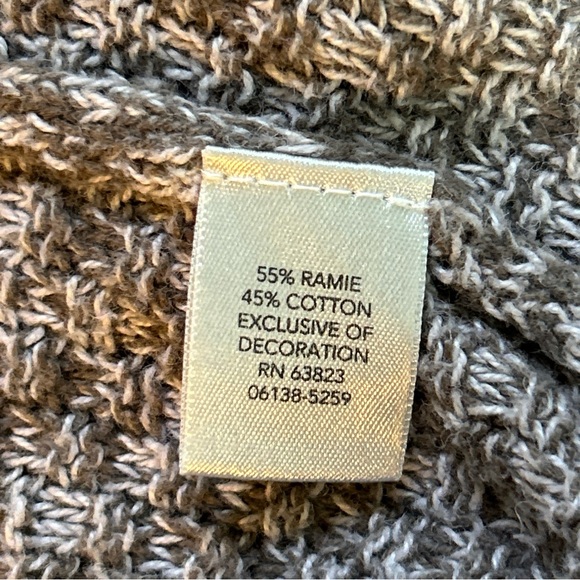 55% RAMIE
45% COTTON
EXCLUSIVE OF
DECORATION
RN 63823
06138-5259